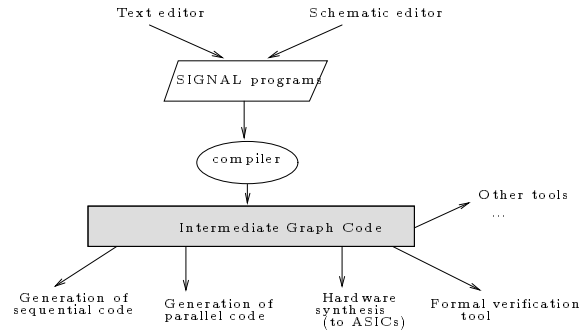 Text editor
Schematic editor
SIGNAL programs
compiler
Other tools
...
Intermediate Graph Code
Generation of
sequential code
Generation of
parallel code
Hardware
synthesis
(to ASICs)
Formal verification
tool